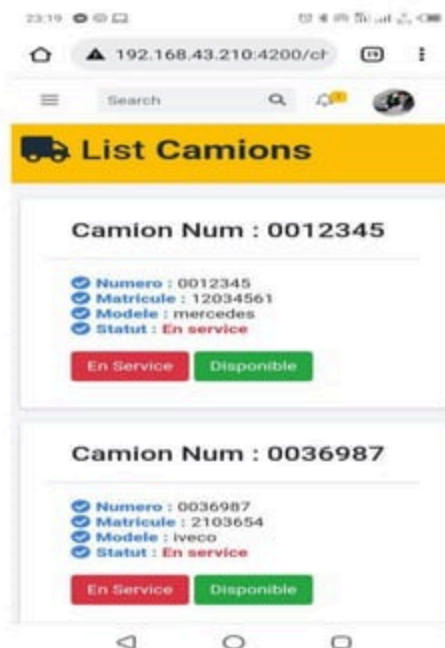 23:19
192.168.43.210:4200/ch
Search
List Camions
Camion Num : 0012345
Numero : 0012345
Matricule : 12034561
Modele : mercedes
Statut : En service
En Service Disponible
Camion Num : 0036987
Numero : 0036987
Matricule : 2103654
Modele : iveco
Statut : En service
En Service Disponible